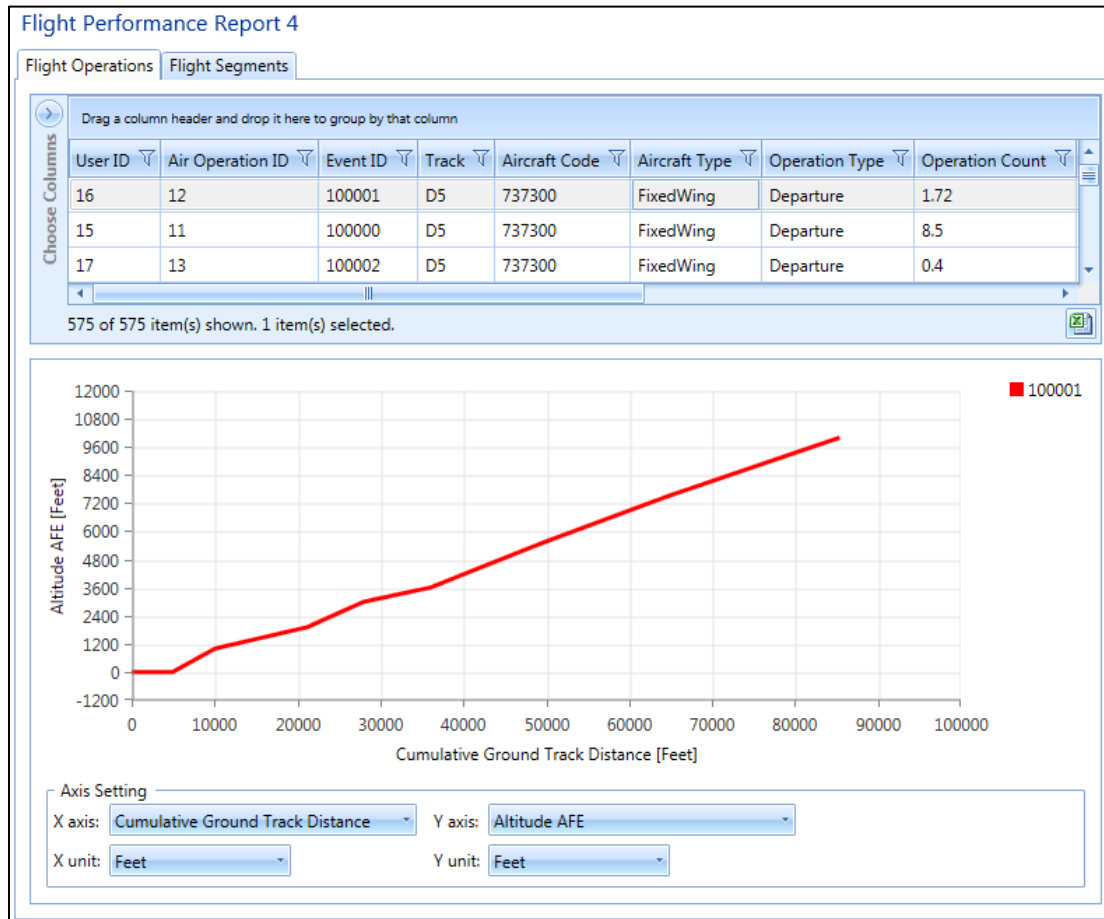 Flight Performance Report 4
Flight Operations Flight Segments
Choose Columns
Drag a column header and drop it here to group by that column
User ID Air Operation ID Event ID Track Aircraft Code Aircraft Type Operation Type Operation Count
16 12 100001 D5 737300 FixedWing Departure 1.72
15 11 100000 D5 737300 FixedWing Departure 8.5
17 13 100002 D5 737300 FixedWing Departure 0.4
575 of 575 item(s) shown. 1 item(s) selected.
100001
Altitude AFE [Feet]
12000
10800
9600
8400
7200
6000
4800
3600
2400
1200
0
-1200
0 10000 20000 30000 40000 50000 60000 70000 80000 90000 100000
Cumulative Ground Track Distance [Feet]
Axis Setting
X axis: Cumulative Ground Track Distance Y axis: Altitude AFE
X unit: Feet Y unit: Feet